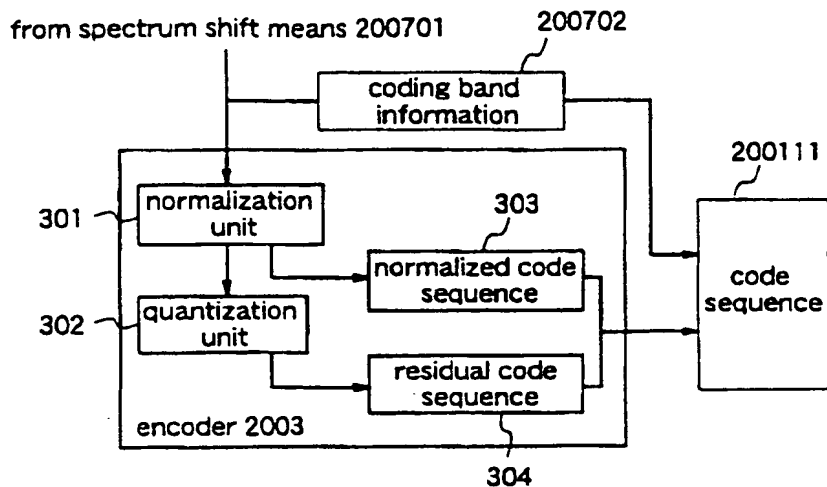 from spectrum shift means 200701
200702
coding band
information
200111
301
normalization
unit
303
normalized code
sequence
code
sequence
302
quantization
unit
residual code
sequence
encoder 2003
304